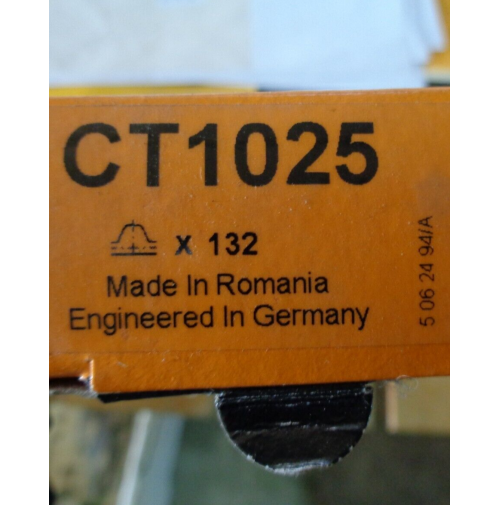 CT1025
x 132
Made In Romania
Engineered In Germany
5 06 24 94/A